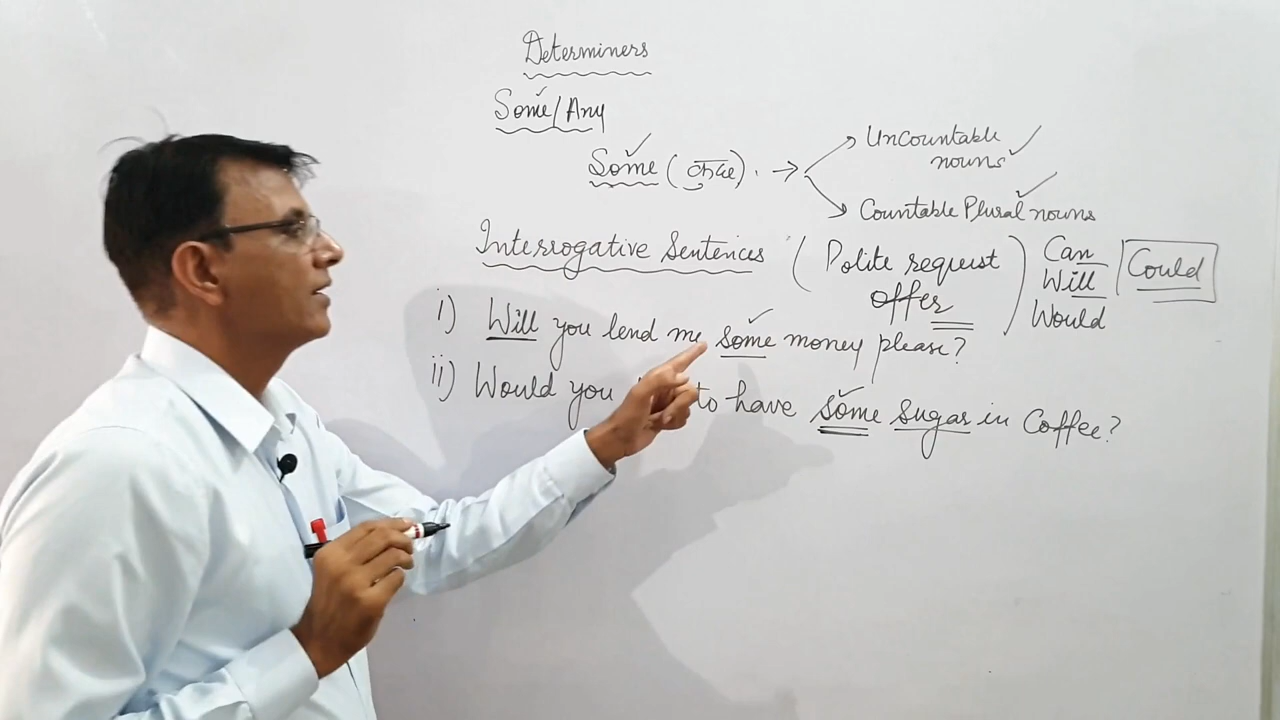 Determiners
Some/Any
Some (कुछ). → Uncountable
nouns
Countable Plural nouns
Interrogative Sentences (Polite request
offer) Can
Will
Would Could
i) Will you lend me some money please?
ii) Would you to have some sugar in Coffee?